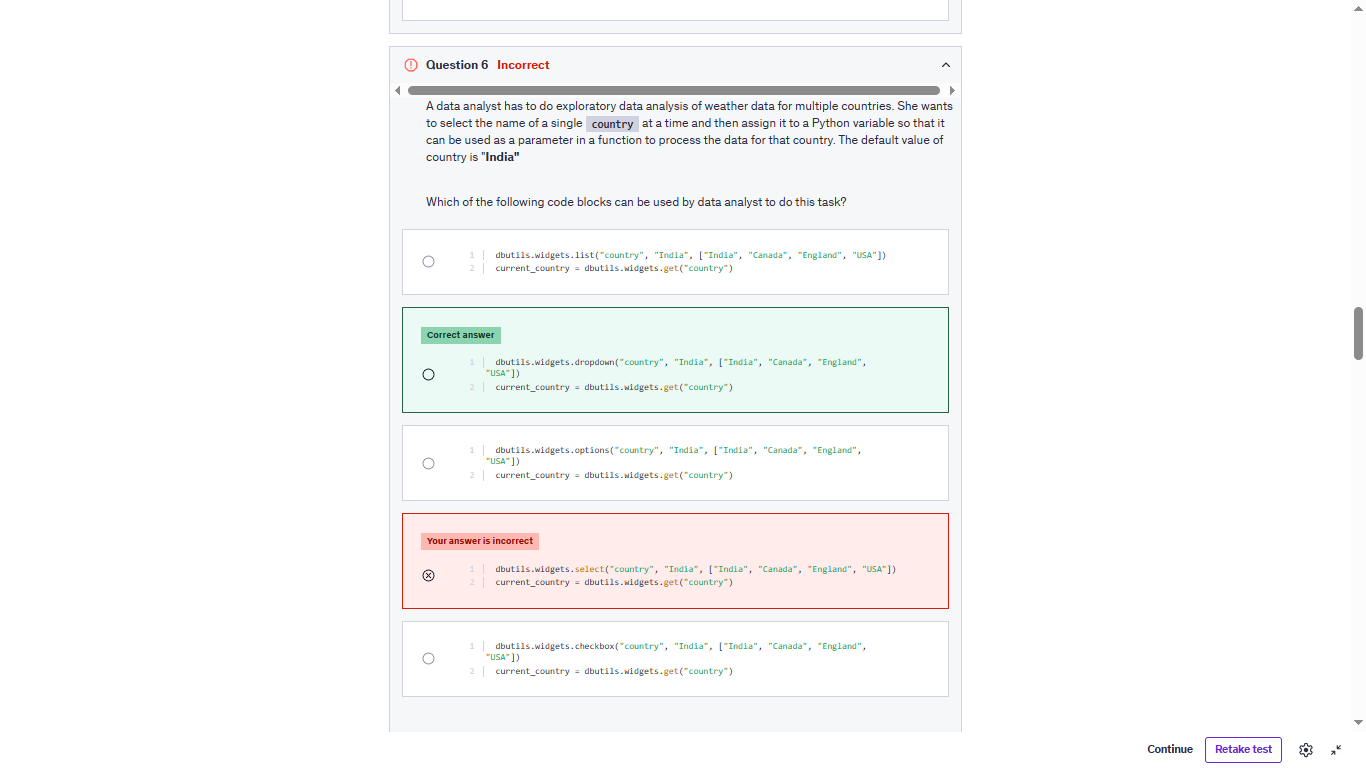 Question 6 Incorrect
A data analyst has to do exploratory data analysis of weather data for multiple countries. She wants
to select the name of a single country at a time and then assign it to a Python variable so that it
can be used as a parameter in a function to process the data for that country. The default value of
country is "India"
Which of the following code blocks can be used by data analyst to do this task?
1 dbutils.widgets.list("country", "India", ["India", "Canada", "England", "USA"])
2 current_country = dbutils.widgets.get("country")
Correct answer
1 dbutils.widgets.dropdown("country", "India", ["India", "Canada", "England",
"USA"])
2 current_country = dbutils.widgets.get("country")
1 dbutils.widgets.options("country", "India", ["India", "Canada", "England",
"USA"])
2 current_country = dbutils.widgets.get("country")
Your answer is incorrect
1 dbutils.widgets.select("country", "India", ["India", "Canada", "England", "USA"])
2 current_country = dbutils.widgets.get("country")
1 dbutils.widgets.checkbox("country", "India", ["India", "Canada", "England",
"USA"])
2 current_country = dbutils.widgets.get("country")
Continue Retake test